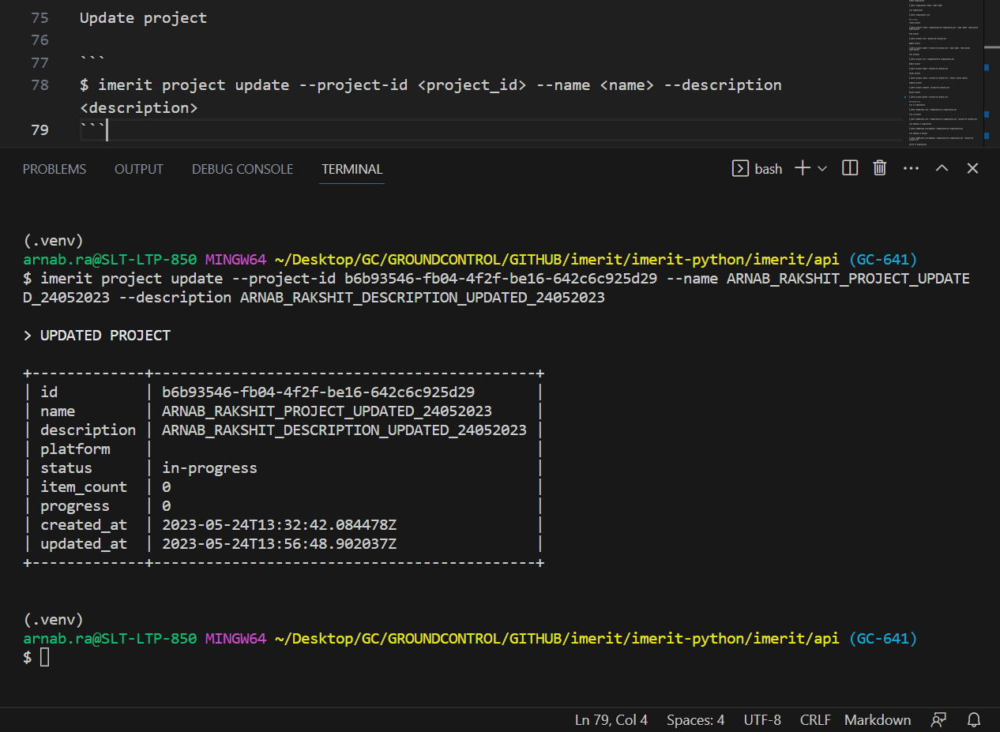 75 Update project
76
77 ```
78 $ imerit project update --project-id <project_id> --name <name> --description
<description>
79 ```
PROBLEMS OUTPUT DEBUG CONSOLE TERMINAL bash
(.venv)
arnab.ra@SLT-LTP-850 MINGW64 ~/Desktop/GC/GROUNDCONTROL/GITHUB/imerit/imerit-python/imerit/api (GC-641)
$ imerit project update --project-id b6b93546-fb04-4f2f-be16-642c6c925d29 --name ARNAB_RAKSHIT_PROJECT_UPDATE
D_24052023 --description ARNAB_RAKSHIT_DESCRIPTION_UPDATED_24052023
> UPDATED PROJECT
+-------------+--------------------------------------------+
| id | b6b93546-fb04-4f2f-be16-642c6c925d29 |
| name | ARNAB_RAKSHIT_PROJECT_UPDATED_24052023 |
| description | ARNAB_RAKSHIT_DESCRIPTION_UPDATED_24052023 |
| platform | |
| status | in-progress |
| item_count | 0 |
| progress | 0 |
| created_at | 2023-05-24T13:32:42.084478Z |
| updated_at | 2023-05-24T13:56:48.902037Z |
+-------------+--------------------------------------------+
(.venv)
arnab.ra@SLT-LTP-850 MINGW64 ~/Desktop/GC/GROUNDCONTROL/GITHUB/imerit/imerit-python/imerit/api (GC-641)
$
Ln 79, Col 4 Spaces: 4 UTF-8 CRLF Markdown